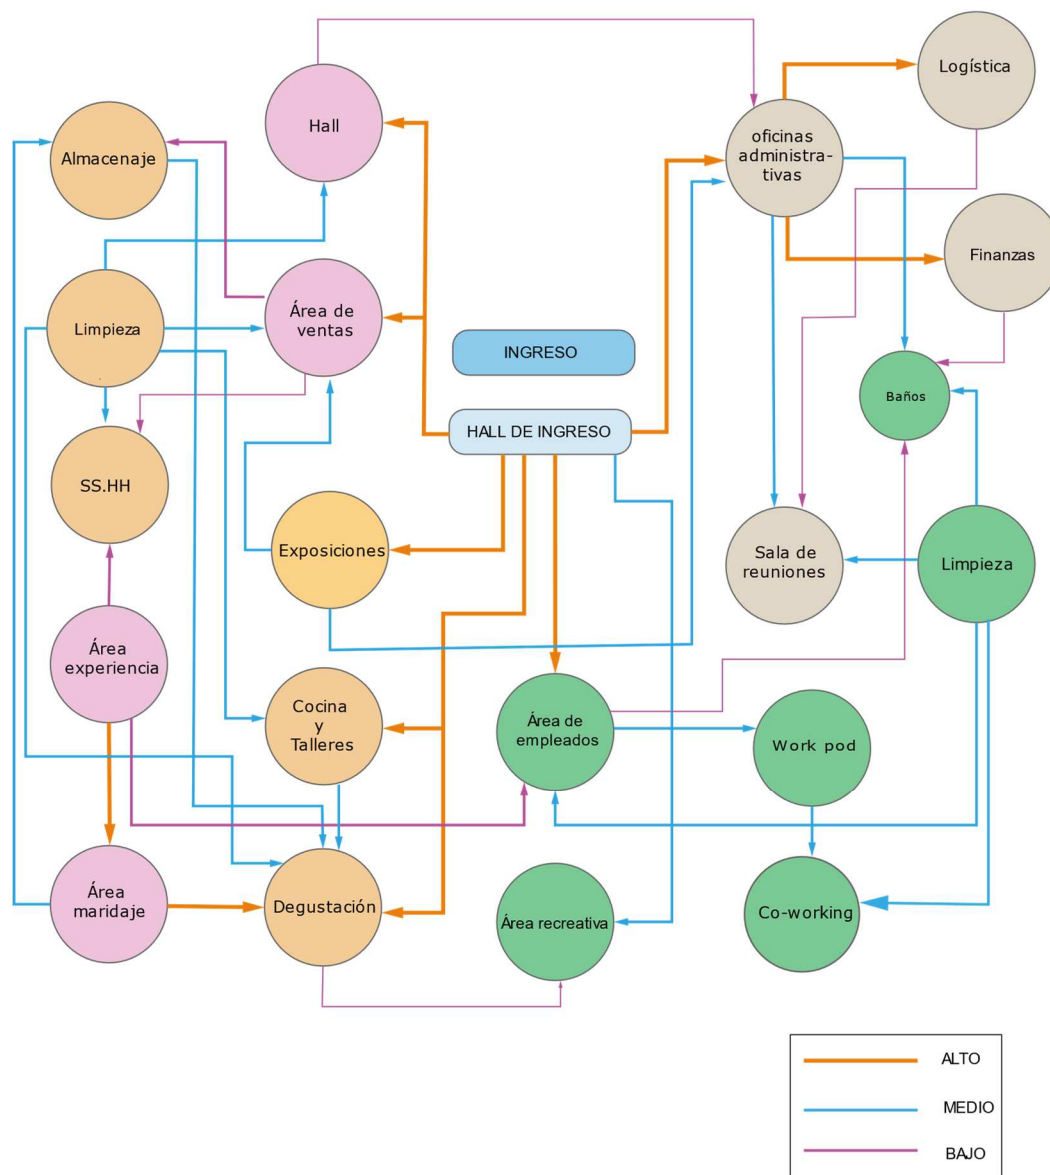 Logística
Hall
Almacenaje
oficinas
administra-
tivas
Finanzas
Limpieza
Área de
ventas
INGRESO
Baños
HALL DE INGRESO
SS.HH
Exposiciones
Sala de
reuniones
Limpieza
Área
experiencia
Cocina
y
Talleres
Área de
empleados
Work pod
Área
maridaje
Degustación
Área recreativa
Co-working
ALTO
MEDIO
BAJO